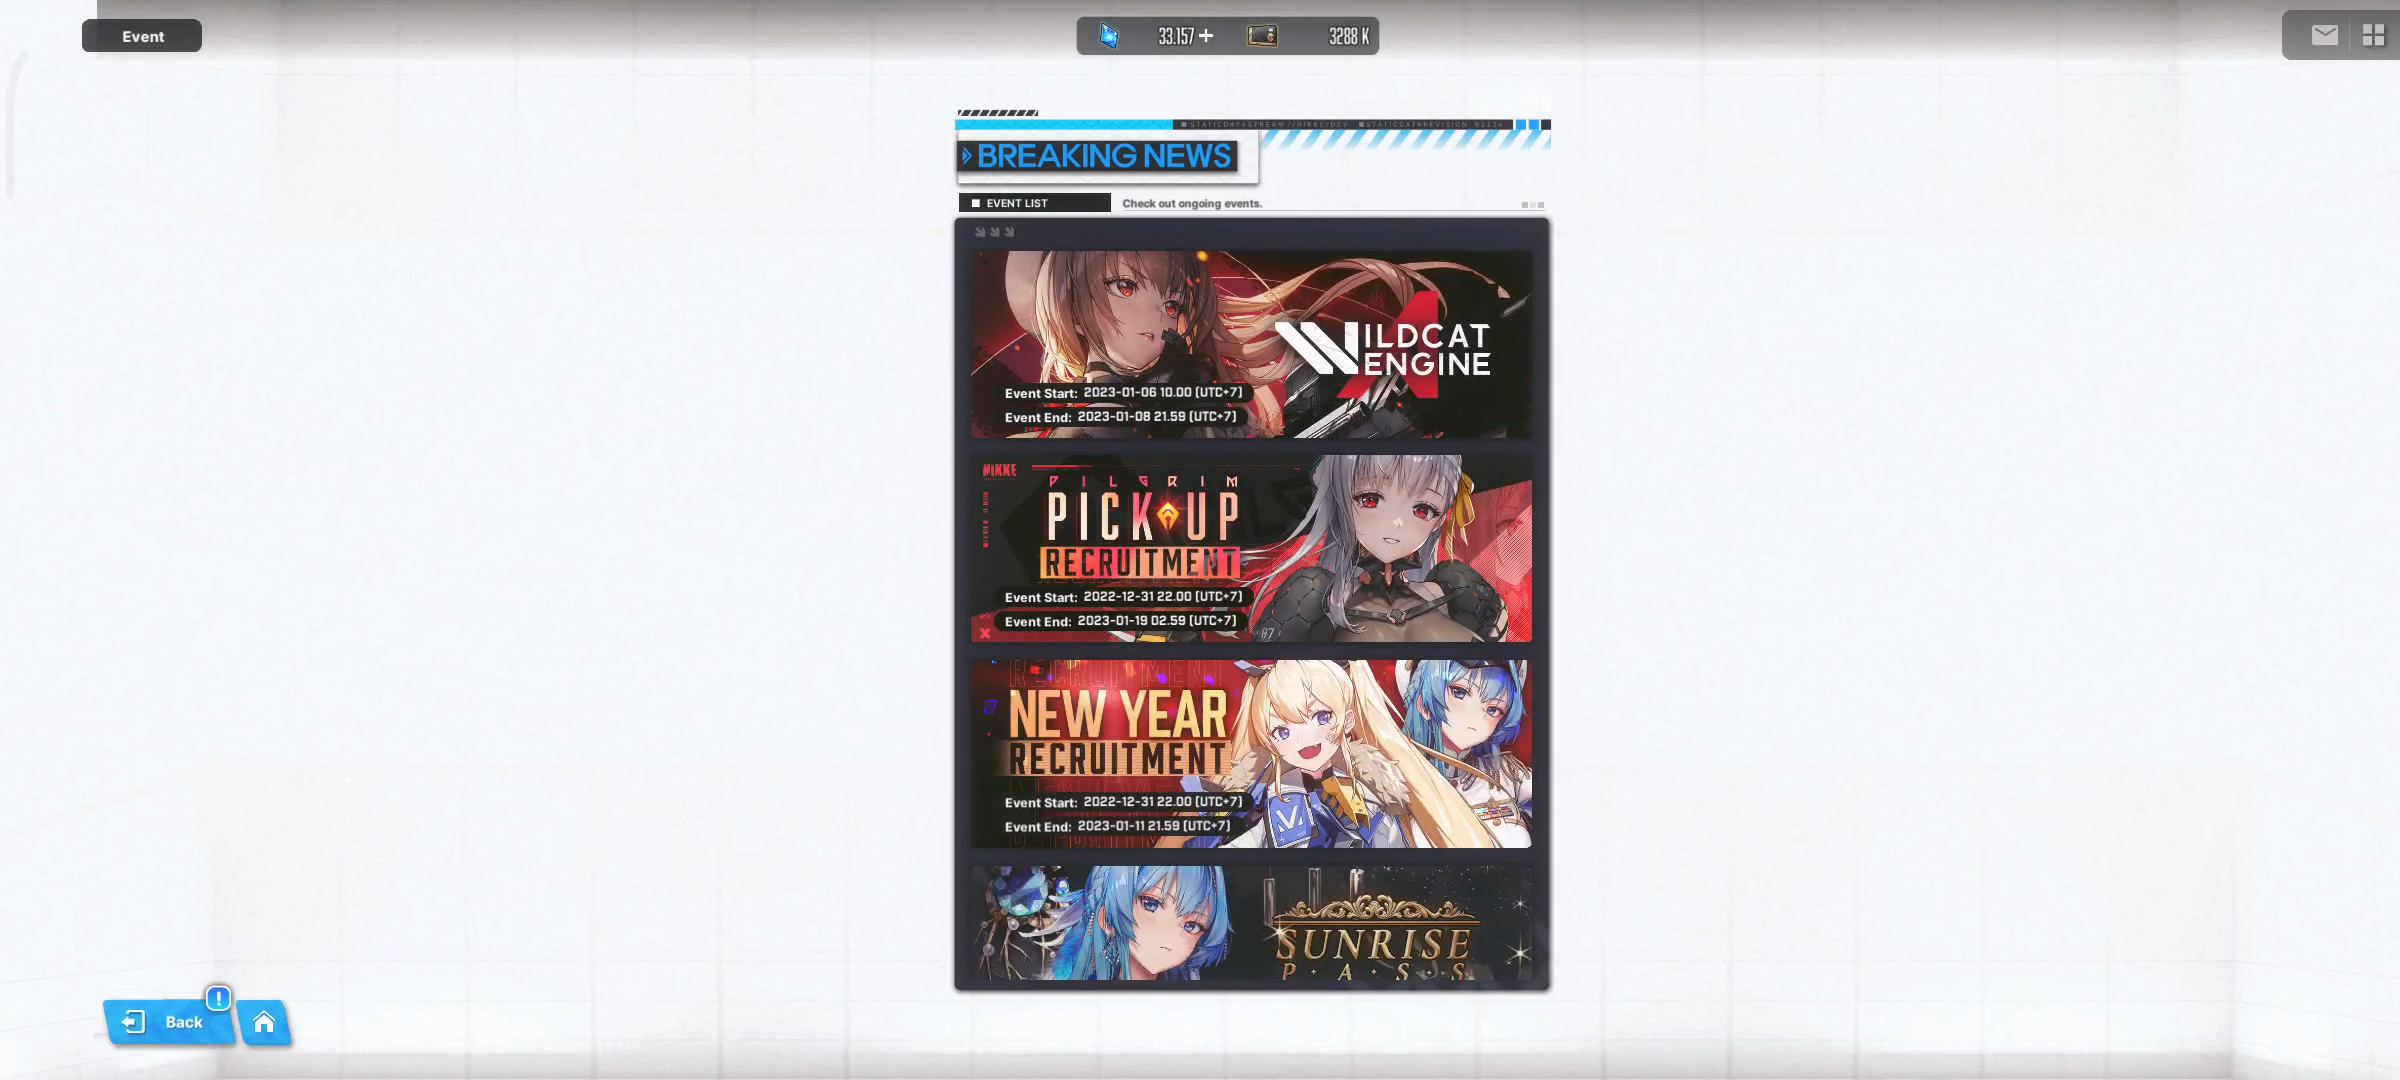 Event
33.157 +
3288 K
BREAKING NEWS
EVENT LIST
Check out ongoing events.
WILDCAT
ENGINE
Event Start: 2023-01-06 10.00 (UTC+7)
Event End: 2023-01-08 21.59 (UTC+7)
NIKKE
PILGRIM
PICK UP
RECRUITMENT
Event Start: 2022-12-31 22.00 (UTC+7)
Event End: 2023-01-19 02.59 (UTC+7)
NEW YEAR
RECRUITMENT
Event Start: 2022-12-31 22.00 (UTC+7)
Event End: 2023-01-11 21.59 (UTC+7)
SUNRISE
P·A·S·S
Back